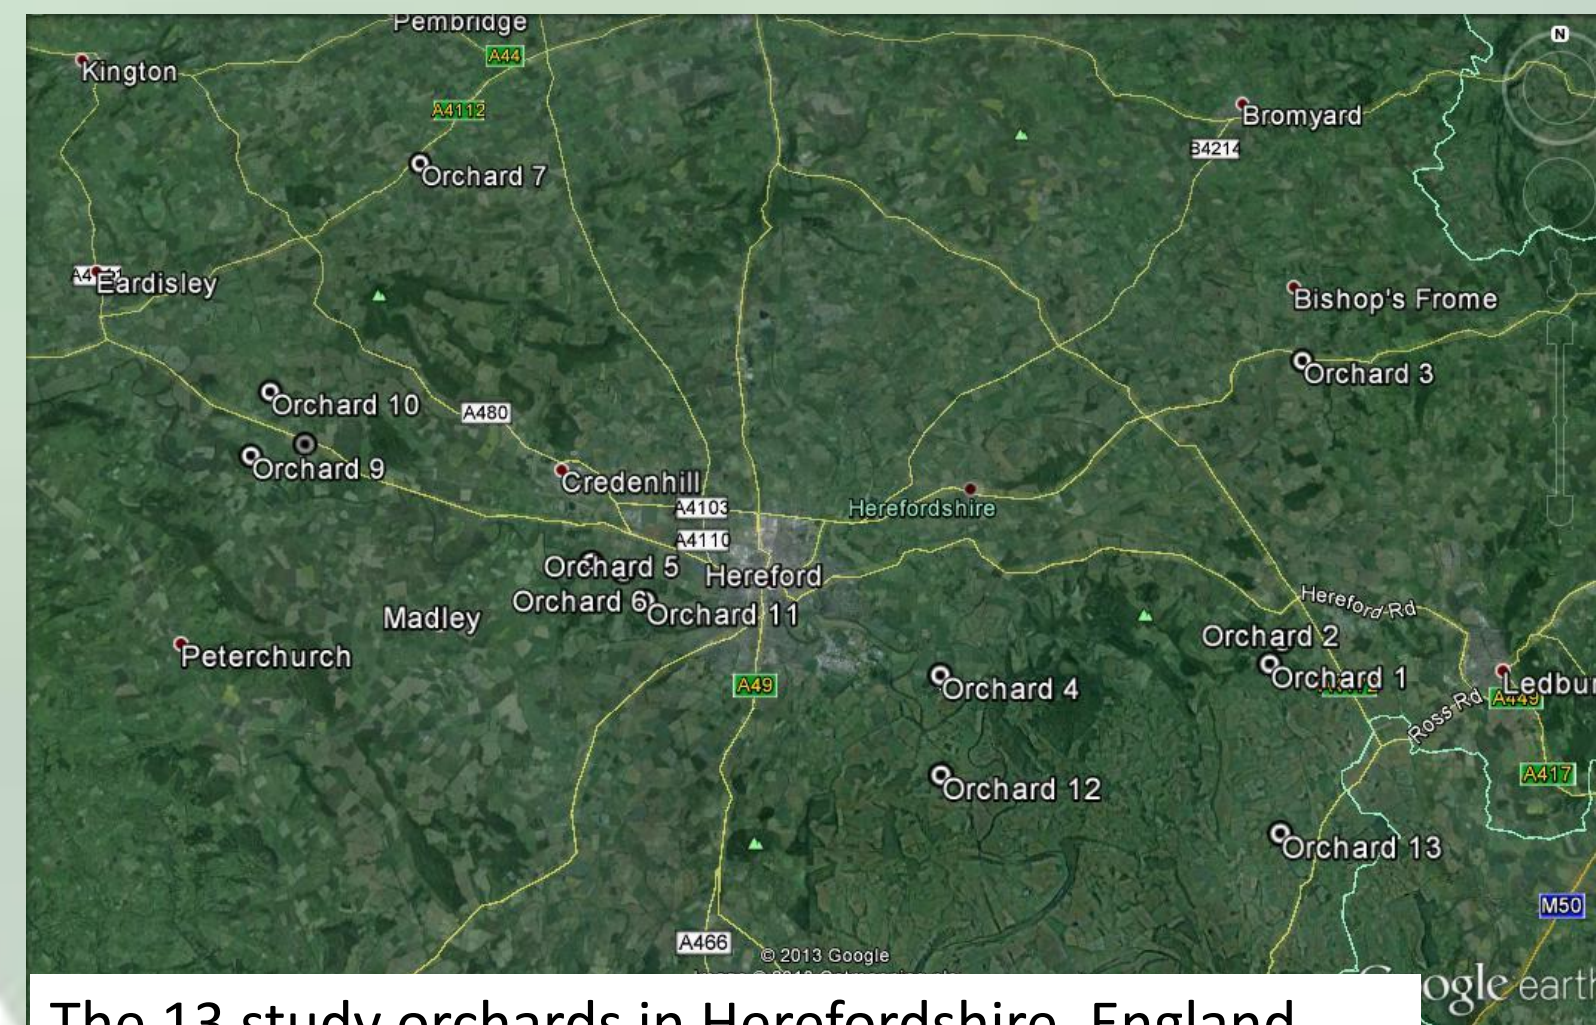 Pembridge
A44
Kington
A4112
Bromyard
B4214
Orchard 7
Eardisley
Bishop's Frome
Orchard 3
Orchard 10
A480
Orchard 9
Credenhill
A4103
Herefordshire
A4110
Orchard 5
Hereford
Orchard 6
Orchard 11
Hereford Rd
Madley
Orchard 2
Peterchurch
Orchard 1
A49
Orchard 4
Ledbur
A449
Ross Rd
A417
Orchard 12
Orchard 13
M50
A466
© 2013 Google
ogle earth
The 13 study orchards in Herefordshire, England
N